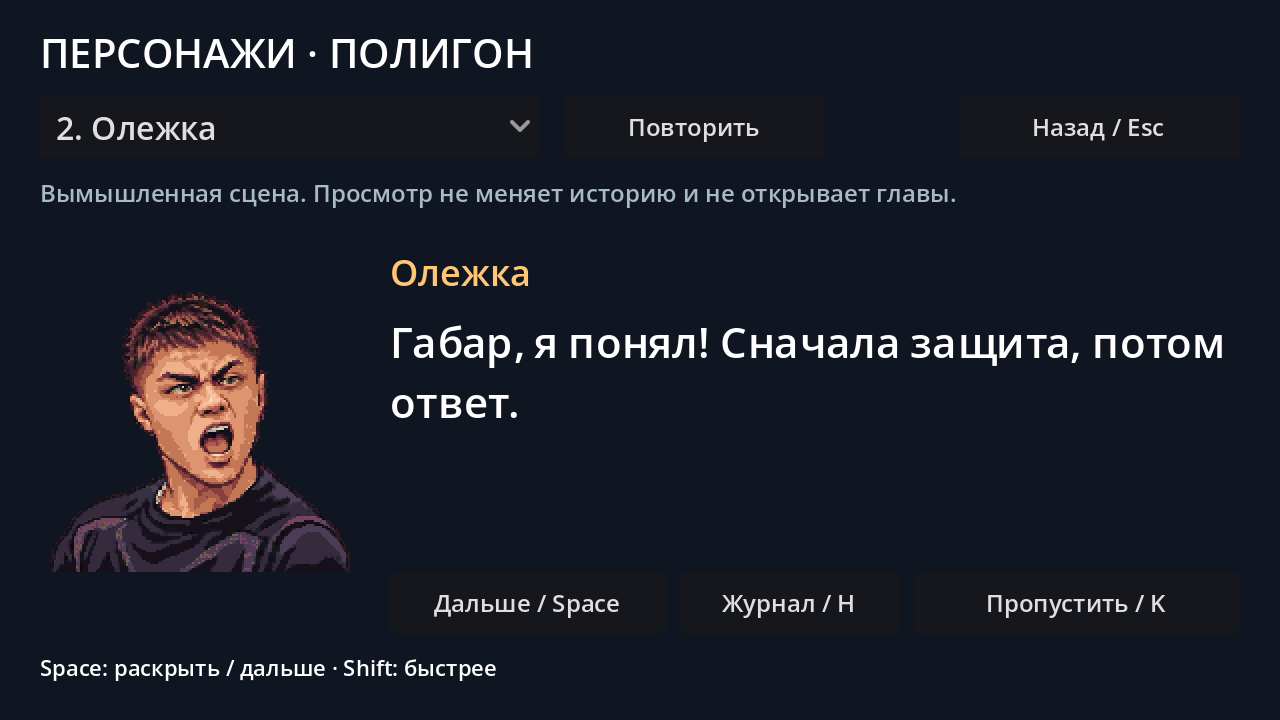 ПЕРСОНАЖИ · ПОЛИГОН
2. Олежка
Повторить
Назад / Esc
Вымышленная сцена. Просмотр не меняет историю и не открывает главы.
Олежка
Габар, я понял! Сначала защита, потом
ответ.
Дальше / Space
Журнал / H
Пропустить / K
Space: раскрыть / дальше · Shift: быстрее